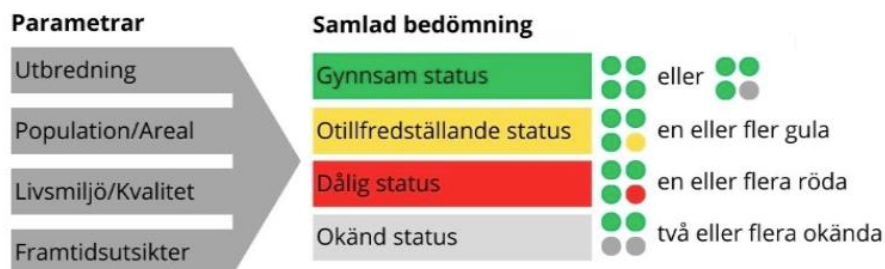 Parametrar
Utbredning
Population/Areal
Livsmiljö/Kvalitet
Framtidsutsikter
Samlad bedömning
Gynnsam status
eller
Otillfredställande status
en eller fler gula
Dålig status
en eller flera röda
Okänd status
två eller flera okända